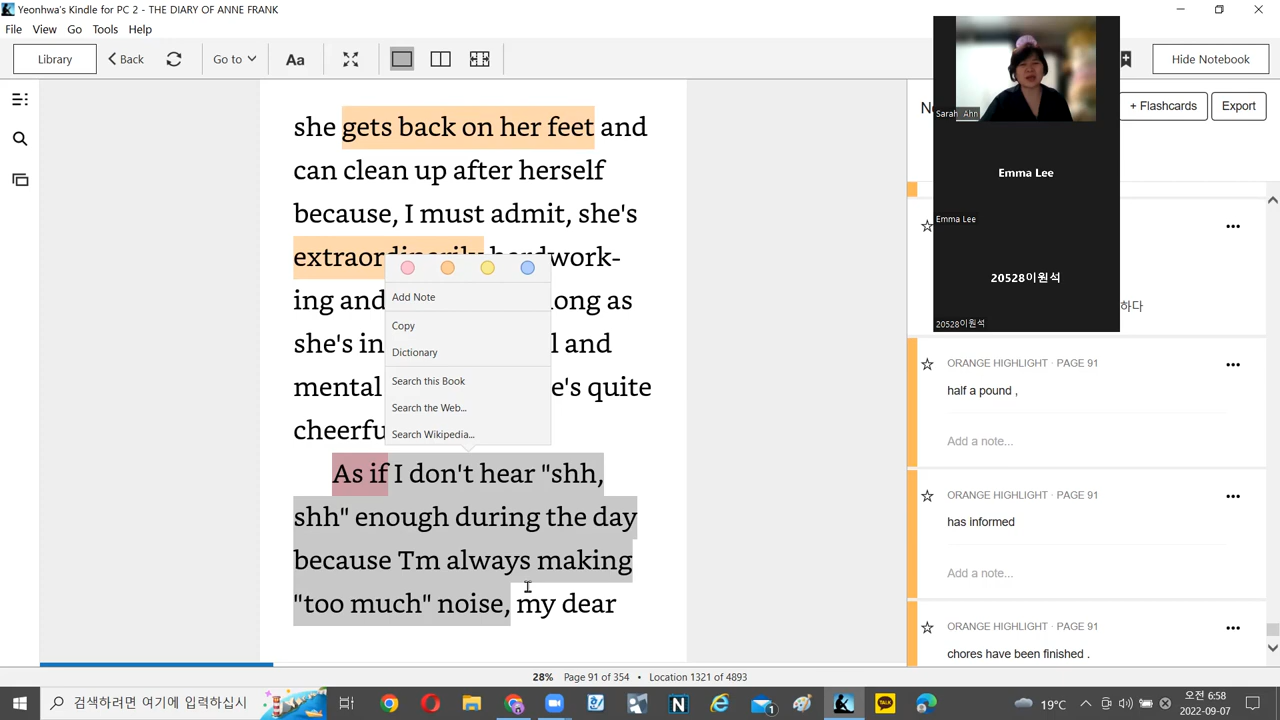 Yeonhwa's Kindle for PC 2 - THE DIARY OF ANNE FRANK
File View Go Tools Help
Library
Back
Go to
Aa
Hide Notebook
+ Flashcards
Export
she gets back on her feet and
can clean up after herself
because, I must admit, she's
extraordinarily hardwork-
ing and long as
she's in l and
mental e's quite
cheerfu
As if I don't hear "shh,
shh" enough during the day
because Tm always making
"too much" noise, my dear
Add Note
Copy
Dictionary
Search this Book
Search the Web...
Search Wikipedia...
Sarah Ahn
Emma Lee
Emma Lee
20528이원석
20528이원석
하다
ORANGE HIGHLIGHT · PAGE 91
half a pound ,
Add a note...
ORANGE HIGHLIGHT · PAGE 91
has informed
Add a note...
ORANGE HIGHLIGHT · PAGE 91
chores have been finished .
28% Page 91 of 354 • Location 1321 of 4893
검색하려면 여기에 입력하십시
TALK
19°C
오전 6:58
2022-09-07